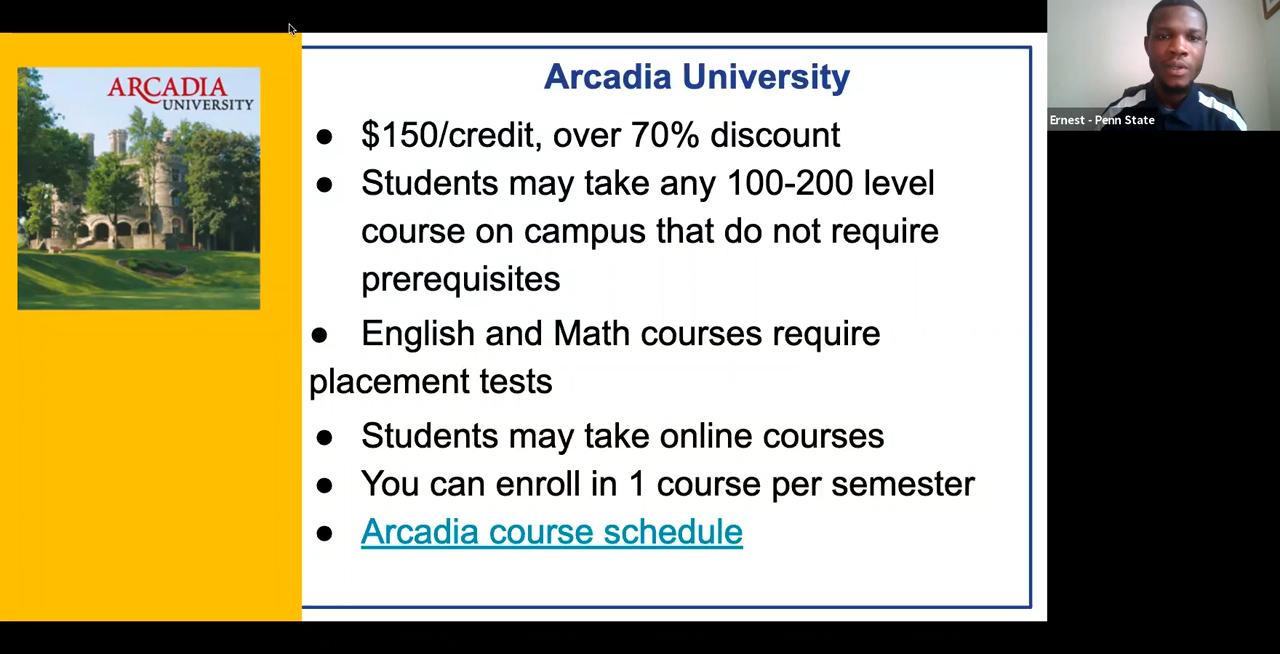 ARCADIA
UNIVERSITY
Arcadia University
● $150/credit, over 70% discount
● Students may take any 100-200 level
course on campus that do not require
prerequisites
● English and Math courses require
placement tests
● Students may take online courses
● You can enroll in 1 course per semester
● Arcadia course schedule
Ernest - Penn State